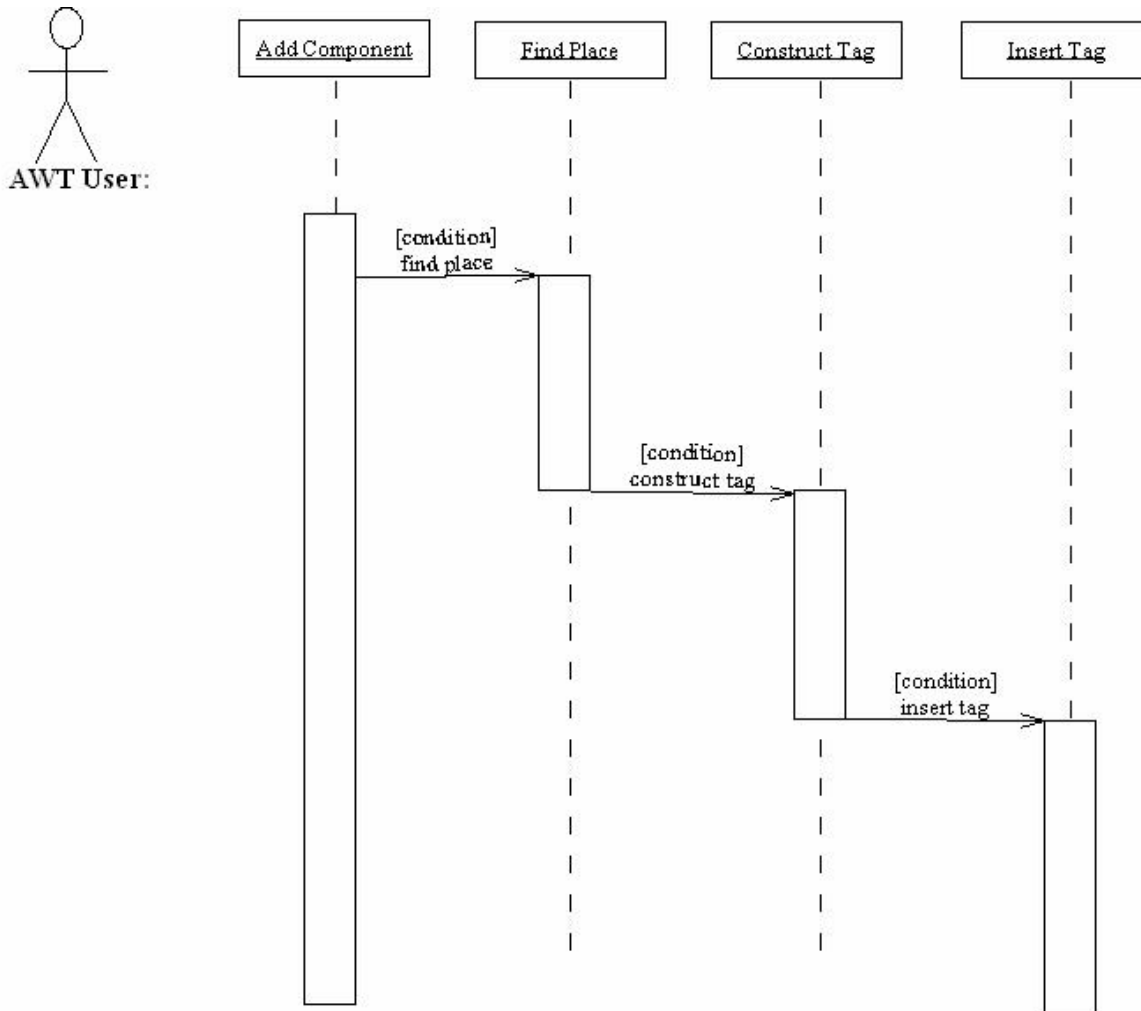 Add Component
Find Place
Construct Tag
Insert Tag
AWT User:
[condition]
find place
[condition]
construct tag
[condition]
insert tag